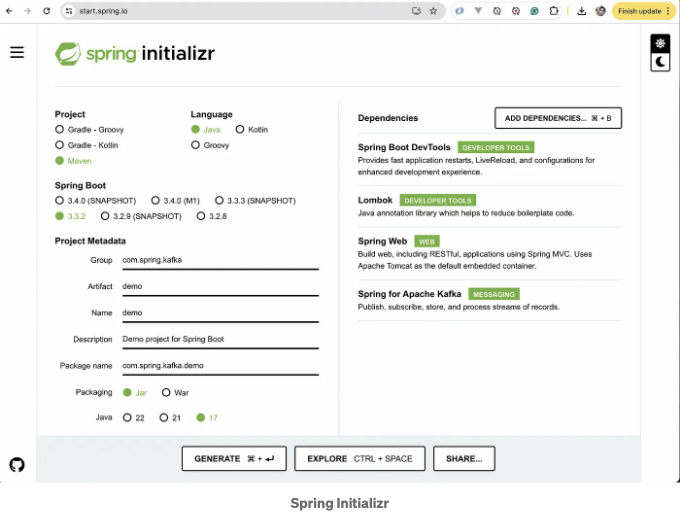 start.spring.io
Finish update
spring initializr
Project
Gradle - Groovy
Gradle - Kotlin
Maven
Language
Java Kotlin
Groovy
Spring Boot
3.4.0 (SNAPSHOT) 3.4.0 (M1) 3.3.3 (SNAPSHOT)
3.3.2 3.2.9 (SNAPSHOT) 3.2.8
Project Metadata
Group com.spring.kafka
Artifact demo
Name demo
Description Demo project for Spring Boot
Package name com.spring.kafka.demo
Packaging Jar War
Java 22 21 17
Dependencies
ADD DEPENDENCIES... ⌘ + B
Spring Boot DevTools DEVELOPER TOOLS
Provides fast application restarts, LiveReload, and configurations for
enhanced development experience.
Lombok DEVELOPER TOOLS
Java annotation library which helps to reduce boilerplate code.
Spring Web WEB
Build web, including RESTful, applications using Spring MVC. Uses
Apache Tomcat as the default embedded container.
Spring for Apache Kafka MESSAGING
Publish, subscribe, store, and process streams of records.
GENERATE ⌘ + ↵
EXPLORE CTRL + SPACE
SHARE...
Spring Initializr